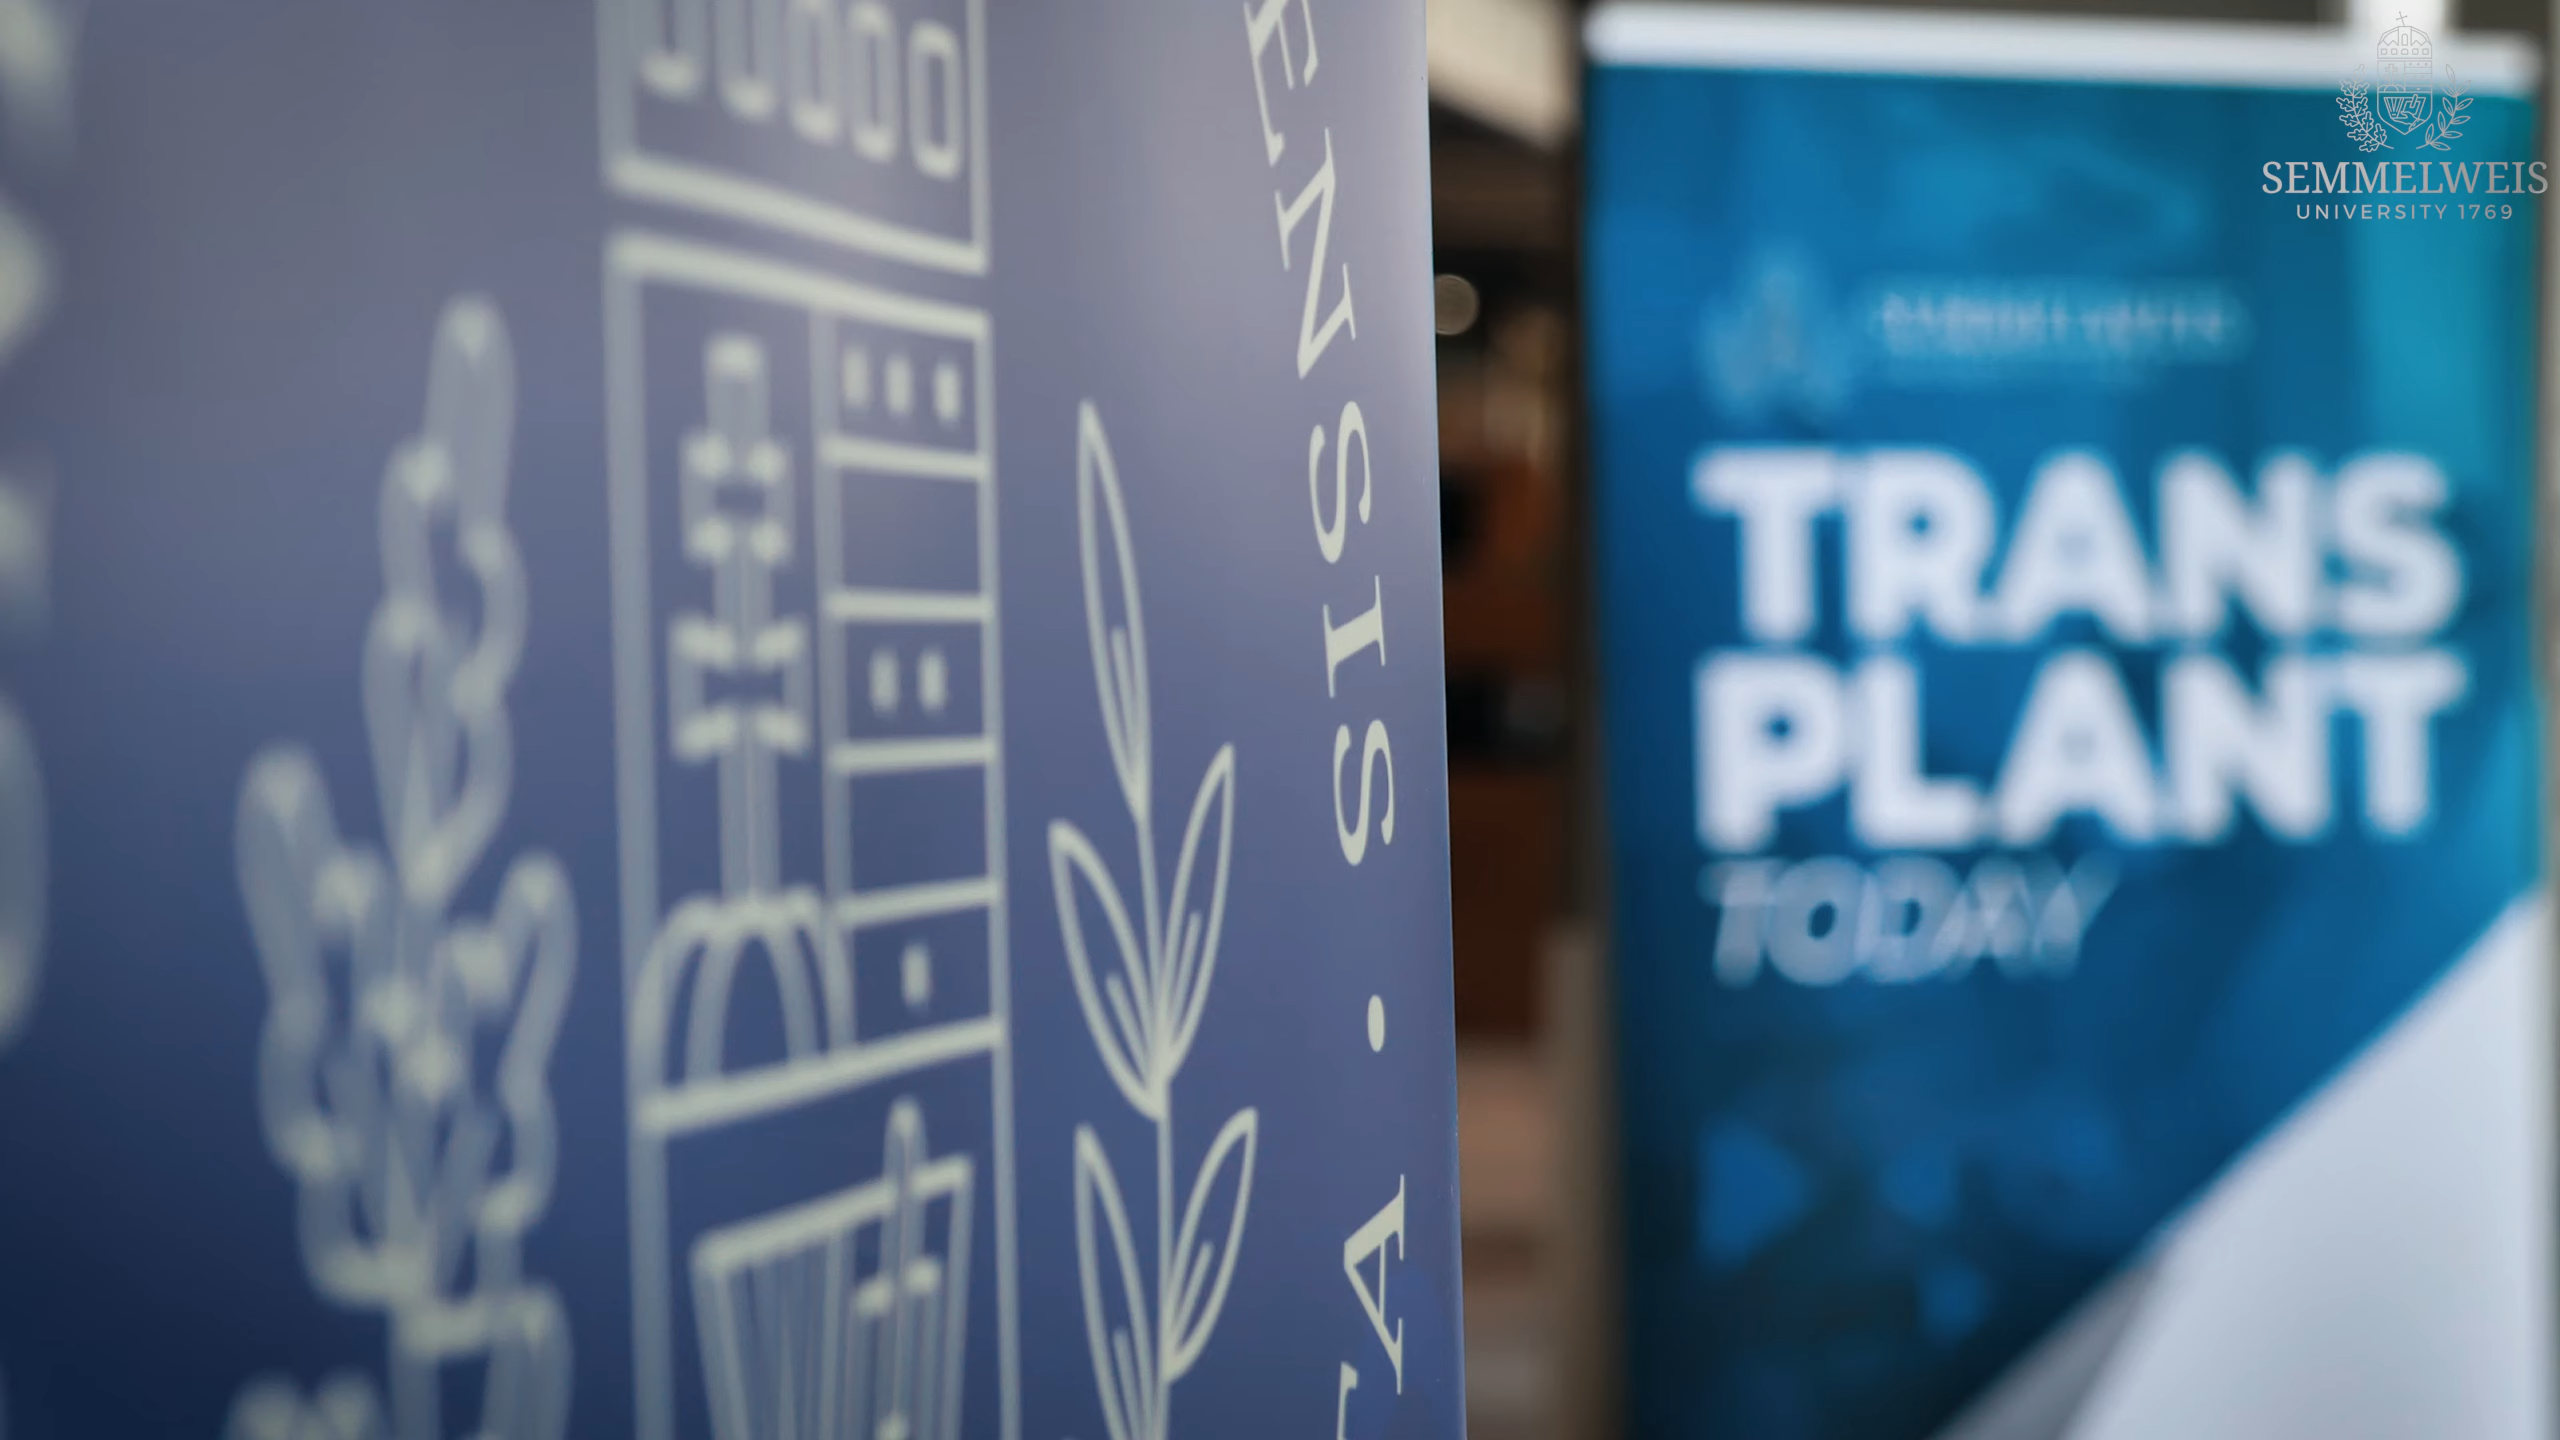 ENSIS • A
SEMMELWEIS
UNIVERSITY 1769
TRANS
PLANT
TODAY